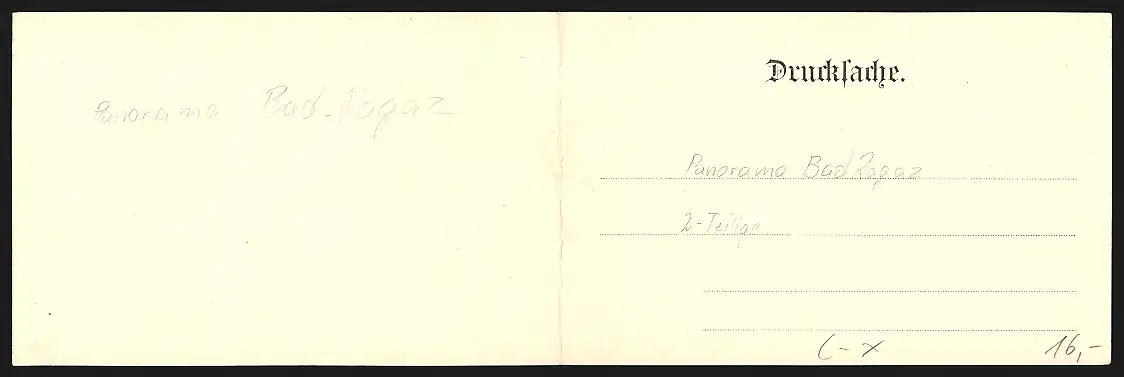 Panorama Bad-Ragaz
Drucksache.
Panorama Bad Ragaz
2-Teilige
C- x
16,-